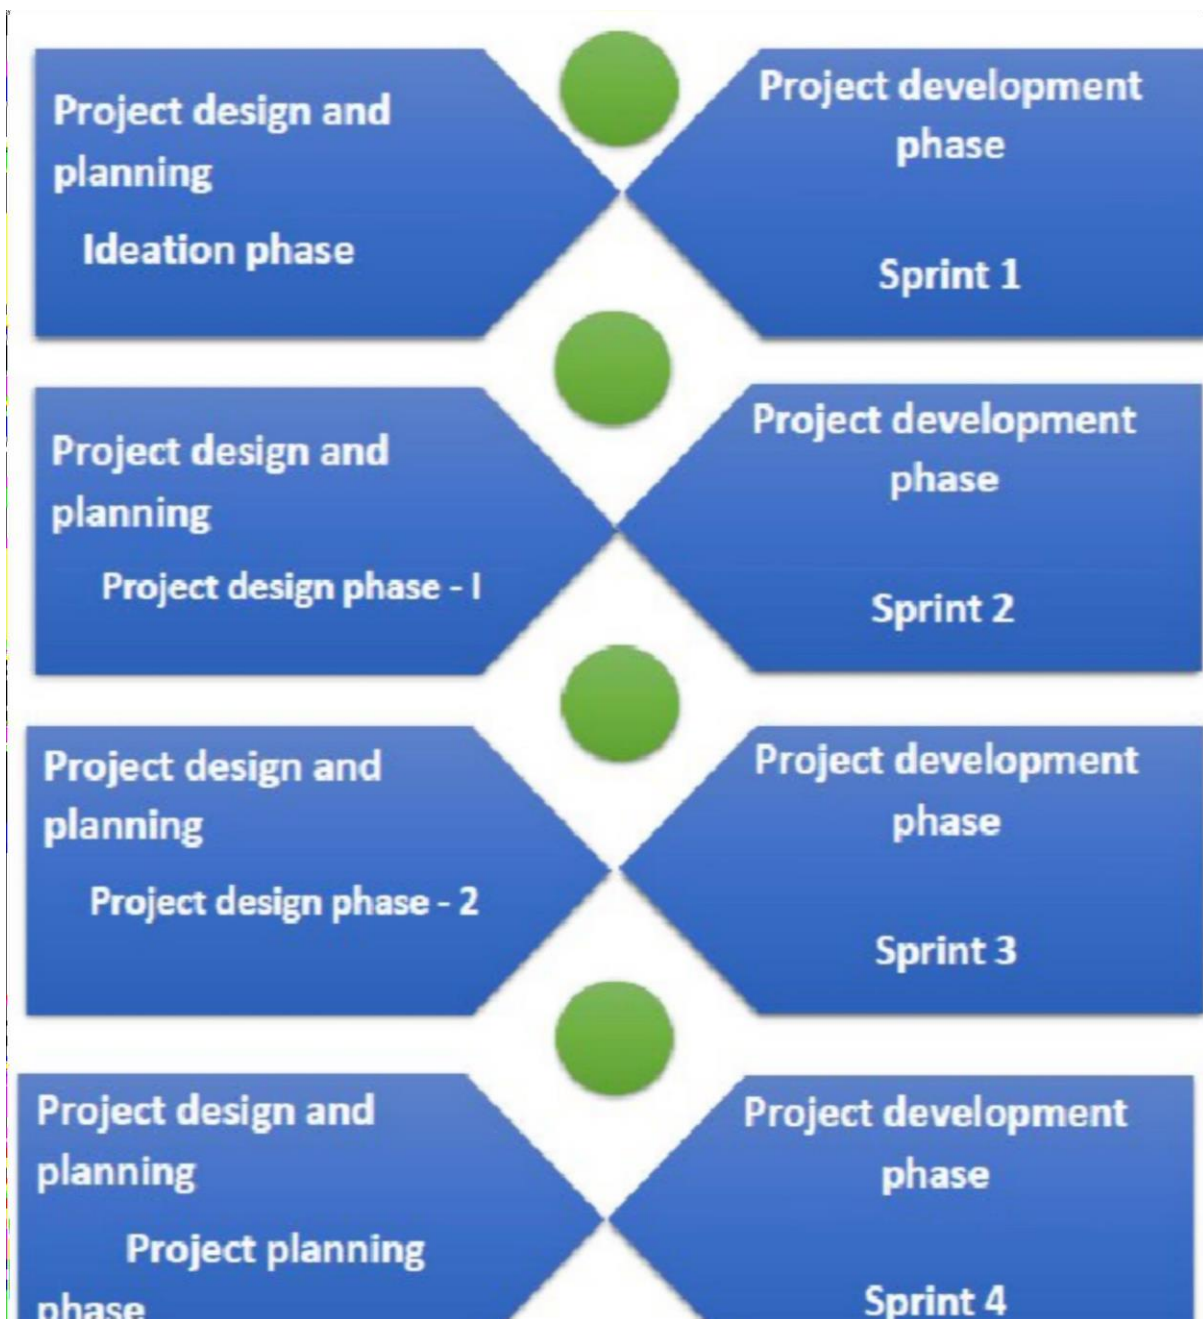 Project design and
planning
Ideation phase
Project development
phase
Sprint 1
Project design and
planning
Project design phase - I
Project development
phase
Sprint 2
Project design and
planning
Project design phase - 2
Project development
phase
Sprint 3
Project design and
planning
Project planning
phase
Project development
phase
Sprint 4